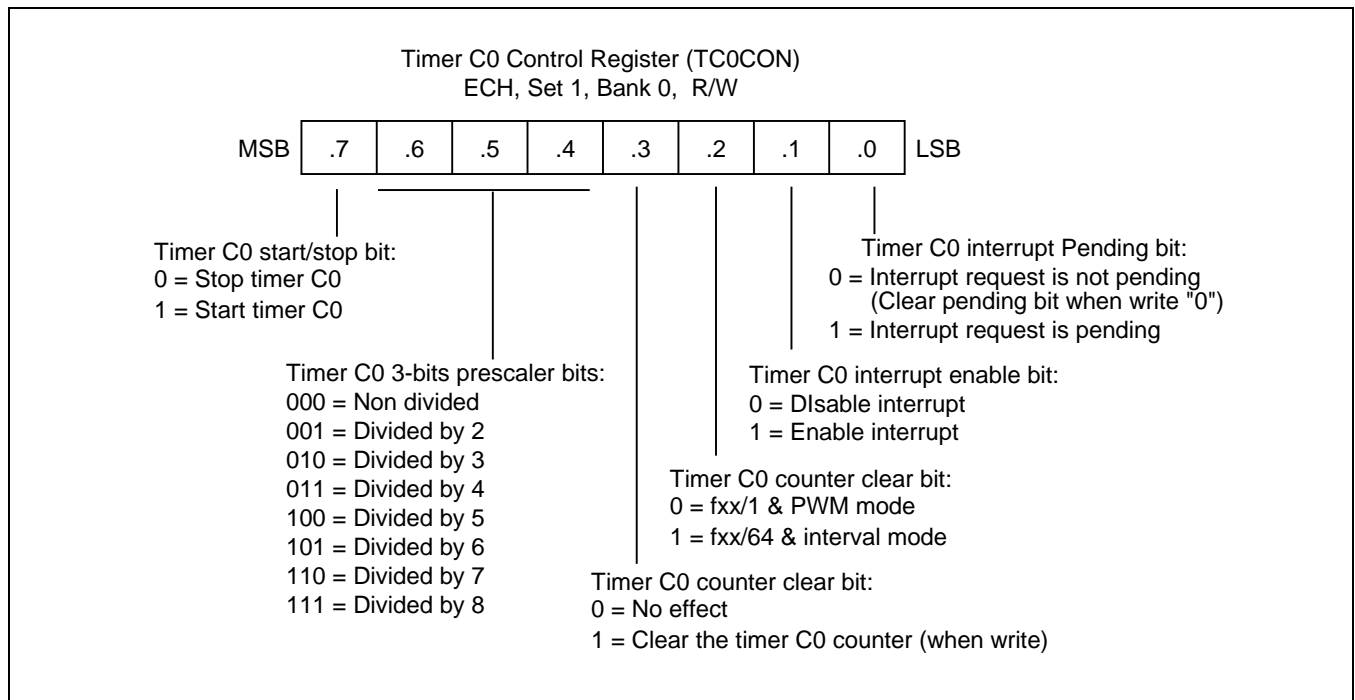 Timer C0 Control Register (TC0CON)
ECH, Set 1, Bank 0, R/W
MSB .7 .6 .5 .4 .3 .2 .1 .0 LSB
Timer C0 start/stop bit:
0 = Stop timer C0
1 = Start timer C0
Timer C0 interrupt Pending bit:
0 = Interrupt request is not pending
(Clear pending bit when write "0")
1 = Interrupt request is pending
Timer C0 3-bits prescaler bits:
000 = Non divided
001 = Divided by 2
010 = Divided by 3
011 = Divided by 4
100 = Divided by 5
101 = Divided by 6
110 = Divided by 7
111 = Divided by 8
Timer C0 interrupt enable bit:
0 = DIsable interrupt
1 = Enable interrupt
Timer C0 counter clear bit:
0 = fxx/1 & PWM mode
1 = fxx/64 & interval mode
Timer C0 counter clear bit:
0 = No effect
1 = Clear the timer C0 counter (when write)